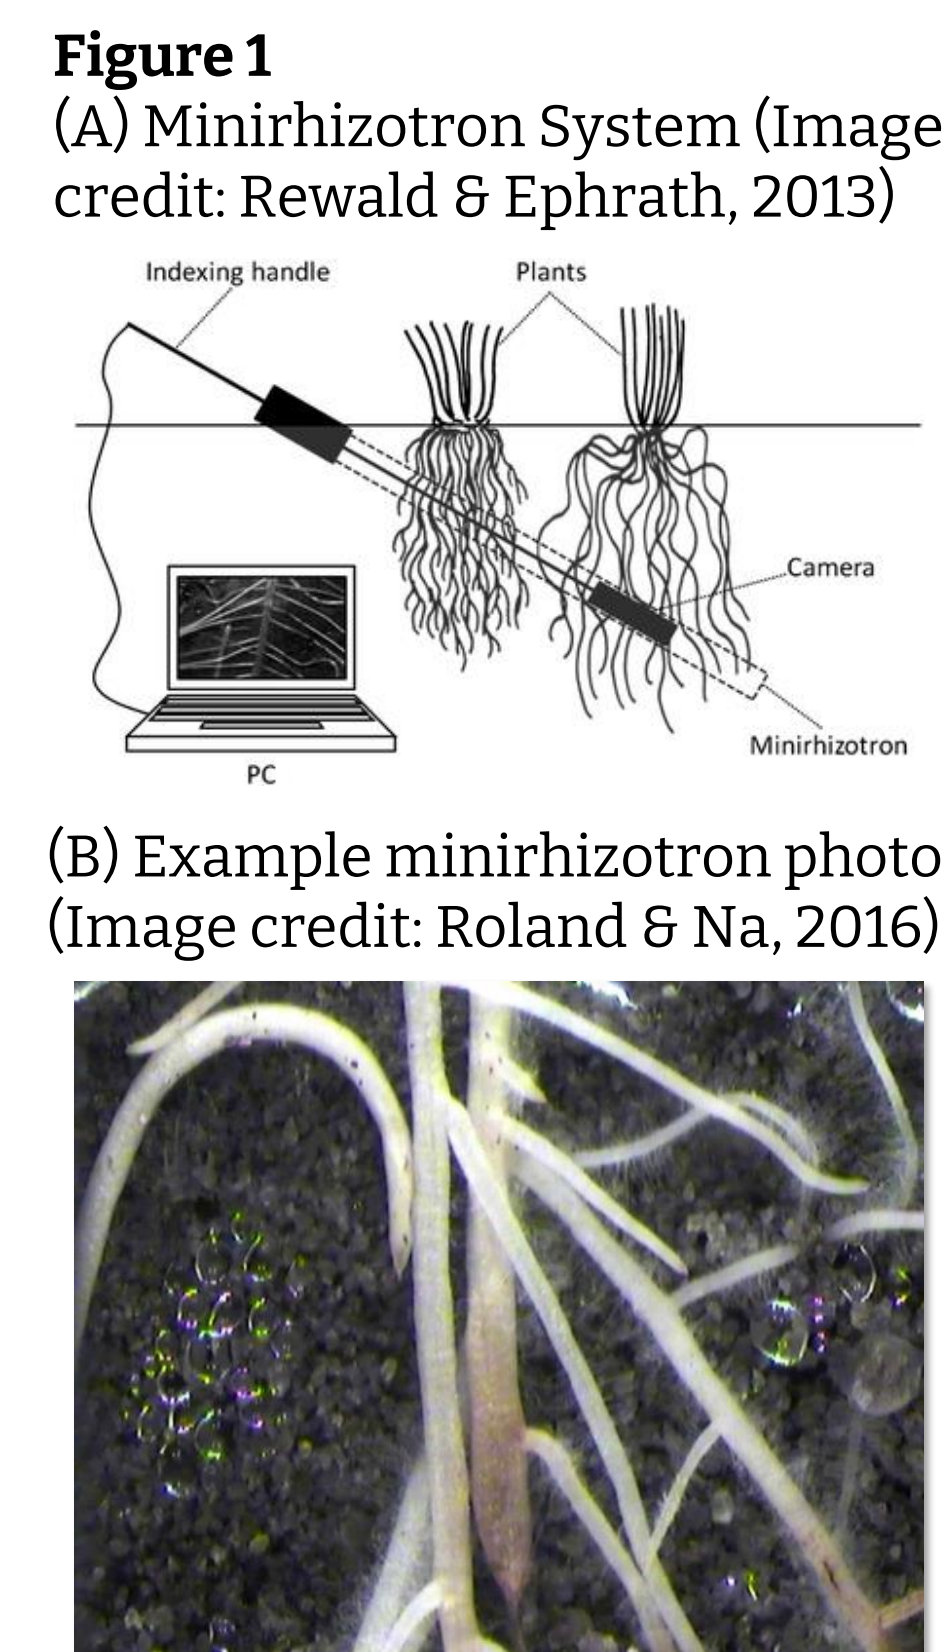 Figure 1
(A) Minirhizotron System (Image
credit: Rewald & Ephrath, 2013)
Indexing handle
Plants
Camera
Minirhizotron
PC
(B) Example minirhizotron photo
(Image credit: Roland & Na, 2016)